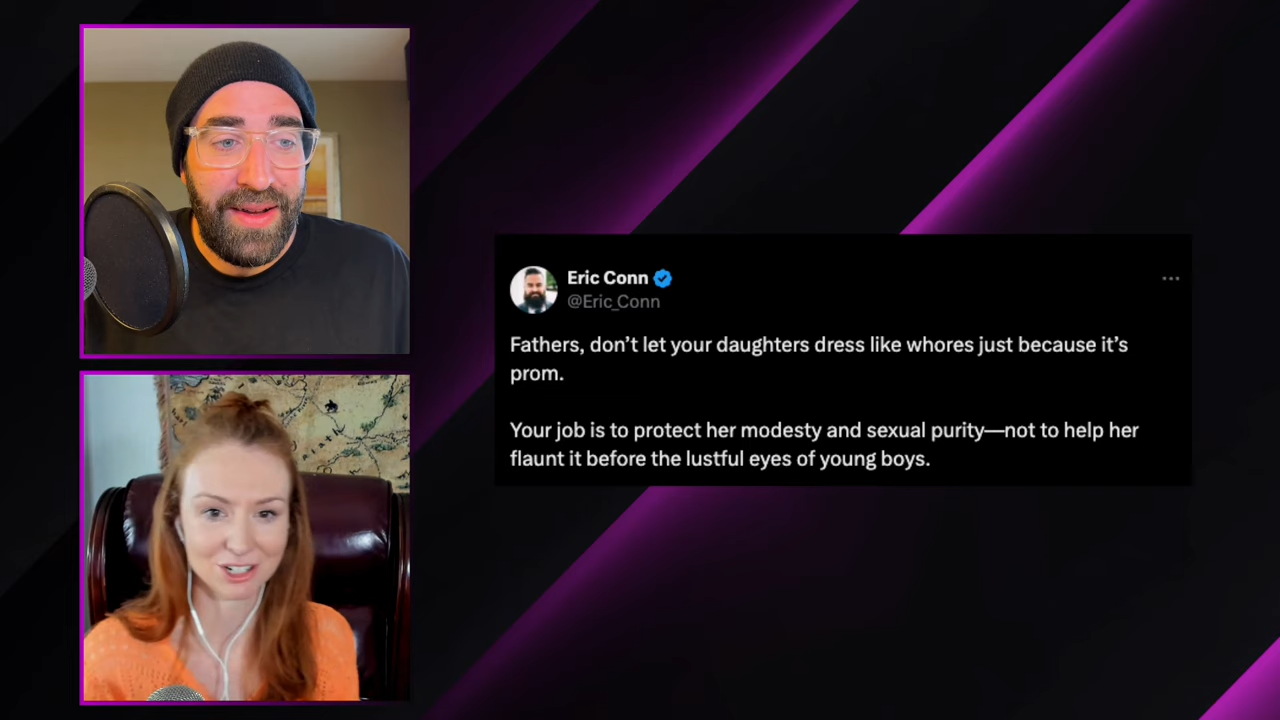 Eric Conn
@Eric_Conn
Fathers, don’t let your daughters dress like whores just because it’s
prom.
Your job is to protect her modesty and sexual purity—not to help her
flaunt it before the lustful eyes of young boys.